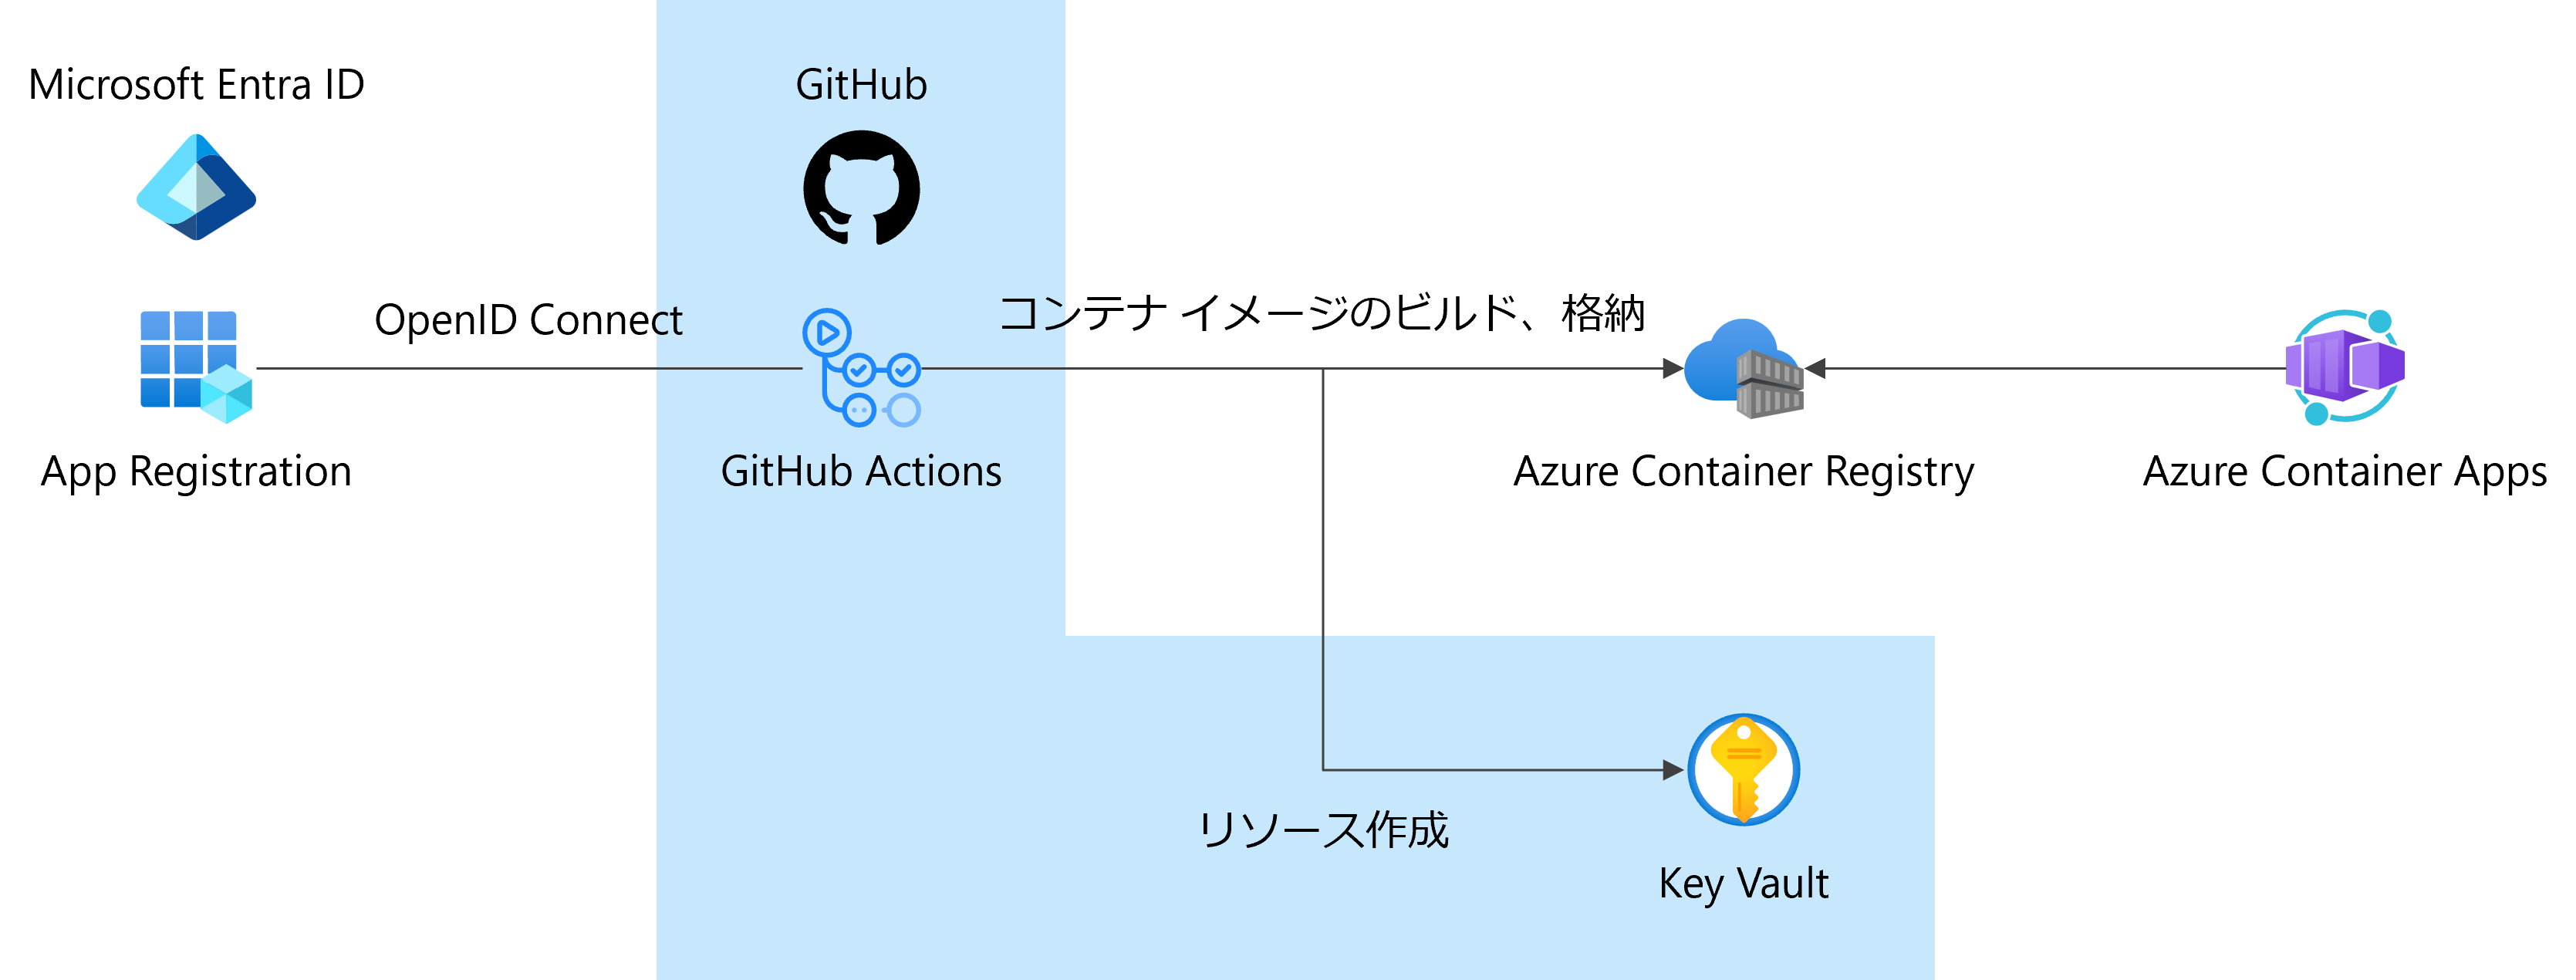 Microsoft Entra ID
GitHub
OpenID Connect
コンテナ イメージのビルド、格納
App Registration
GitHub Actions
Azure Container Registry
Azure Container Apps
リソース作成
Key Vault